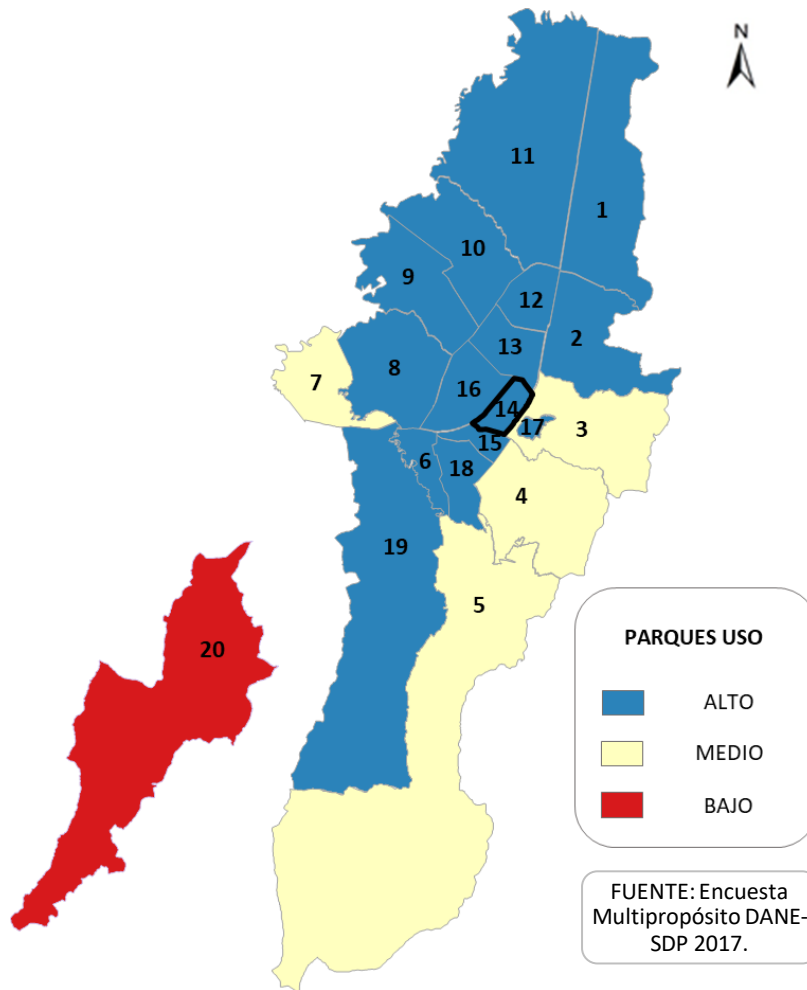 N
11
1
10
9
12
2
13
8
7
16
14
17
3
15
6
18
4
19
5
20
PARQUES USO
ALTO
MEDIO
BAJO
FUENTE: Encuesta
Multipropósito DANE-
SDP 2017.